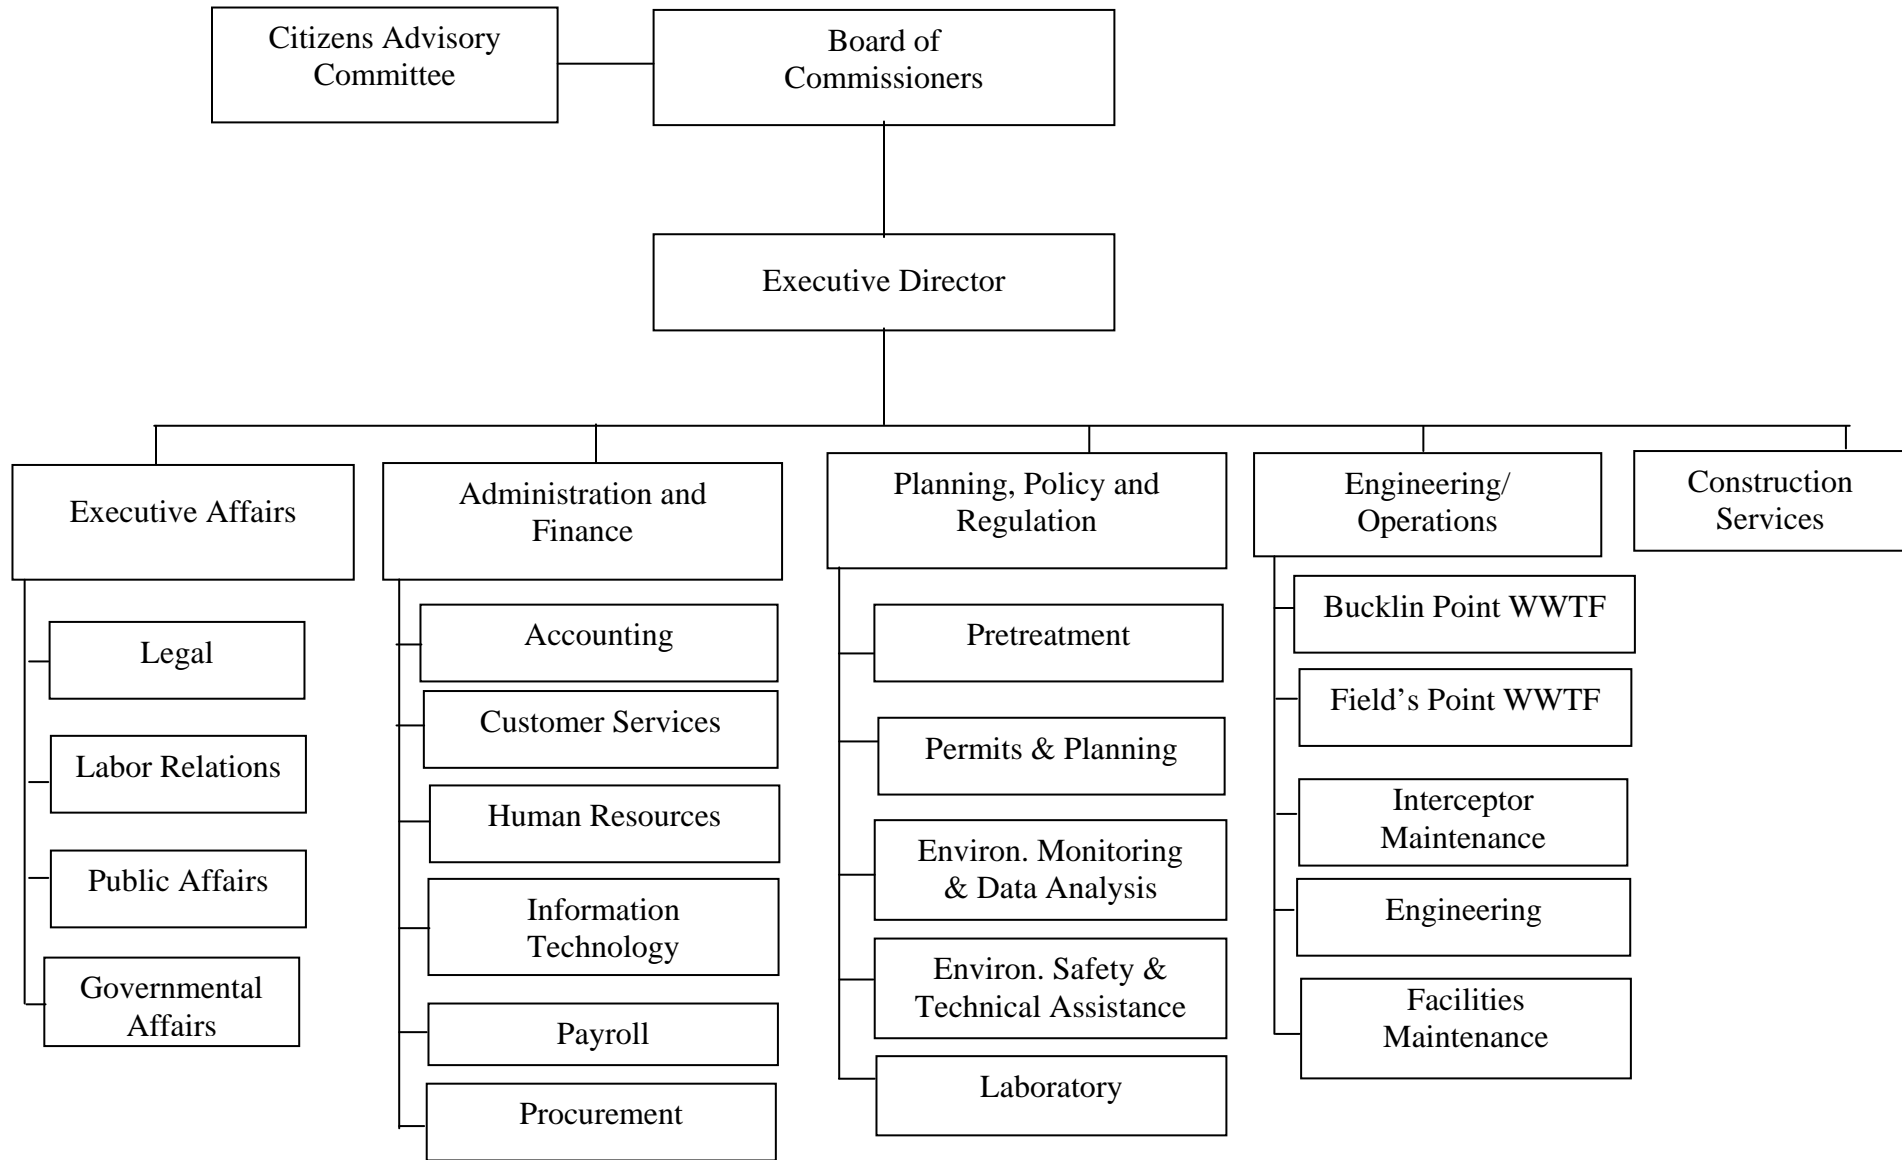 Citizens Advisory
Committee
Board of
Commissioners
Executive Director
Executive Affairs
Legal
Labor Relations
Public Affairs
Governmental
Affairs
Administration and
Finance
Accounting
Customer Services
Human Resources
Information
Technology
Payroll
Procurement
Planning, Policy and
Regulation
Pretreatment
Permits & Planning
Environ. Monitoring
& Data Analysis
Environ. Safety &
Technical Assistance
Laboratory
Engineering/
Operations
Bucklin Point WWTF
Field’s Point WWTF
Interceptor
Maintenance
Engineering
Facilities
Maintenance
Construction
Services